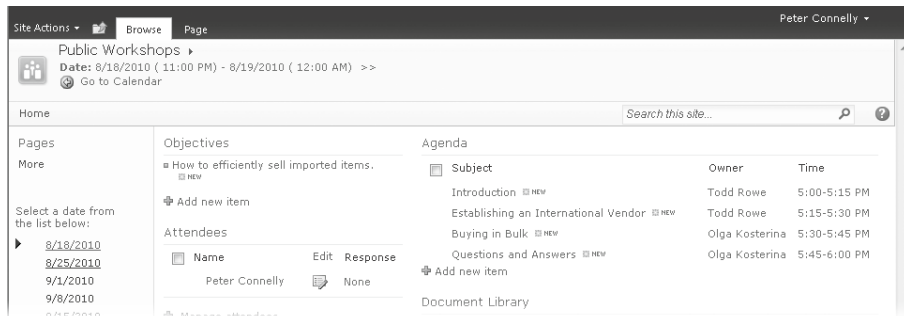 Site Actions Browse Page Peter Connelly
Public Workshops
Date: 8/18/2010 ( 11:00 PM) - 8/19/2010 ( 12:00 AM) >>
Go to Calendar
Home Search this site...
Pages
More
Select a date from
the list below:
8/18/2010
8/25/2010
9/1/2010
9/8/2010
9/15/2010
Objectives
How to efficiently sell imported items.
NEW
Add new item
Attendees
Name Edit Response
Peter Connelly None
Manage attendees
Agenda
Subject Owner Time
Introduction NEW Todd Rowe 5:00-5:15 PM
Establishing an International Vendor NEW Todd Rowe 5:15-5:30 PM
Buying in Bulk NEW Olga Kosterina 5:30-5:45 PM
Questions and Answers NEW Olga Kosterina 5:45-6:00 PM
Add new item
Document Library